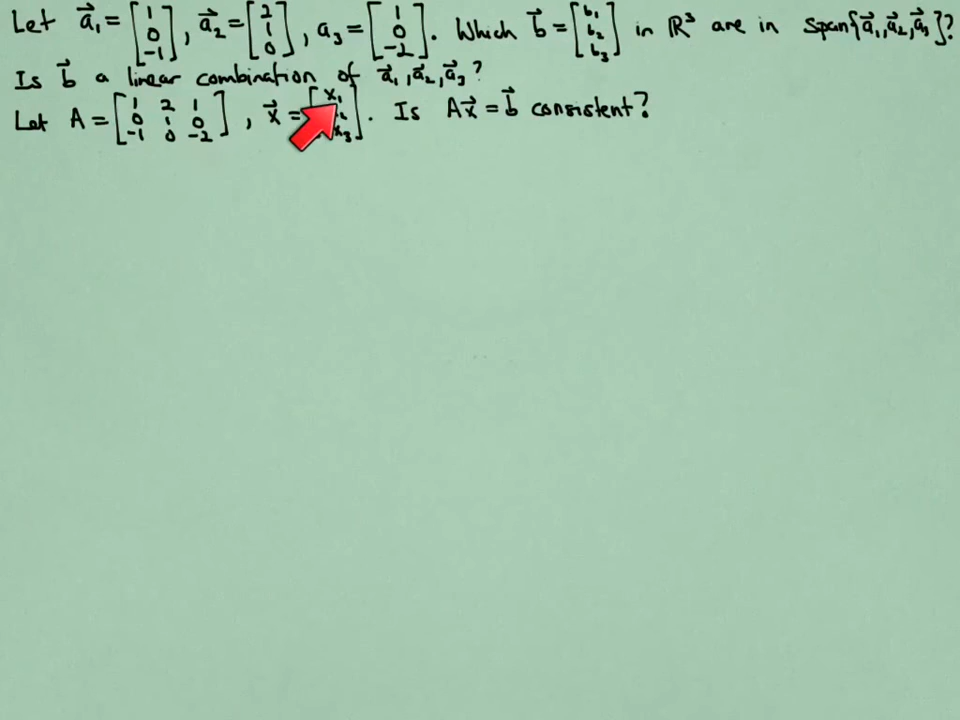 Let a⃗₁ = [1 0 -1], a⃗₂ = [2 1 0], a₃ = [1 0 -2]. Which b⃗ = [b₁ b₂ b₃] in ℝ³ are in Span{a⃗₁, a⃗₂, a⃗₃}?
Is b⃗ a linear combination of a⃗₁, a⃗₂, a⃗₃?
Let A = [1 2 1 0 1 0 -1 0 -2], x⃗ = [x₁ x₃]. Is Ax⃗ = b⃗ consistent?